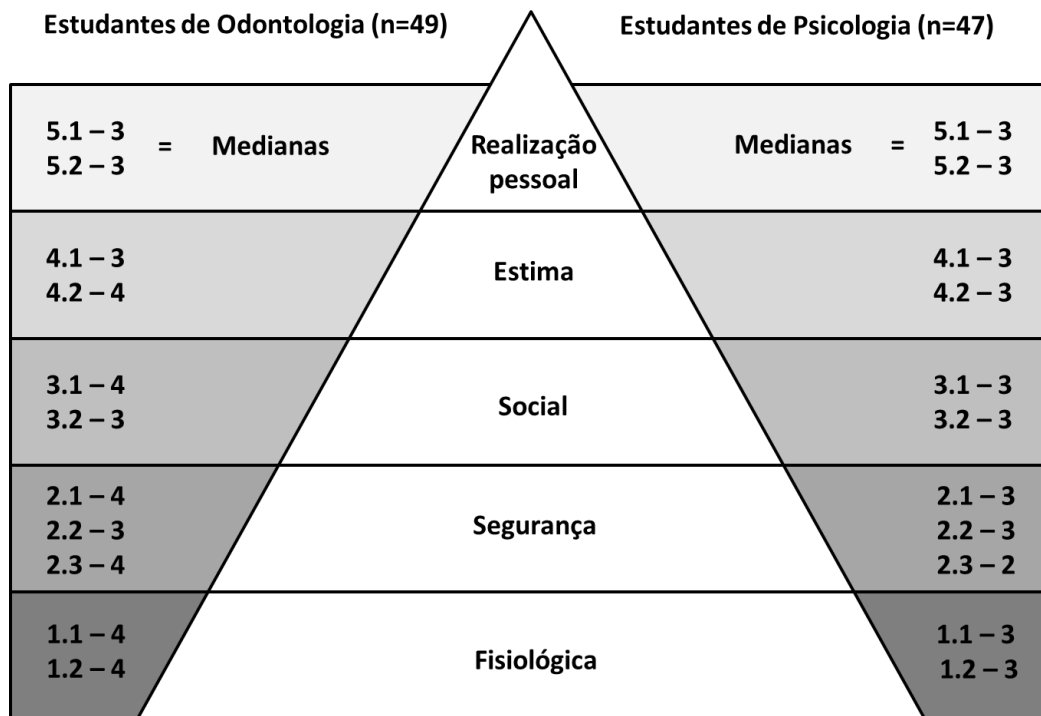 Estudantes de Odontologia (n=49)
Estudantes de Psicologia (n=47)
5.1 – 3
5.2 – 3
= Medianas
Realização
pessoal
Medianas =
5.1 – 3
5.2 – 3
4.1 – 3
4.2 – 4
Estima
4.1 – 3
4.2 – 3
3.1 – 4
3.2 – 3
Social
3.1 – 3
3.2 – 3
2.1 – 4
2.2 – 3
2.3 – 4
Segurança
2.1 – 3
2.2 – 3
2.3 – 2
1.1 – 4
1.2 – 4
Fisiológica
1.1 – 3
1.2 – 3